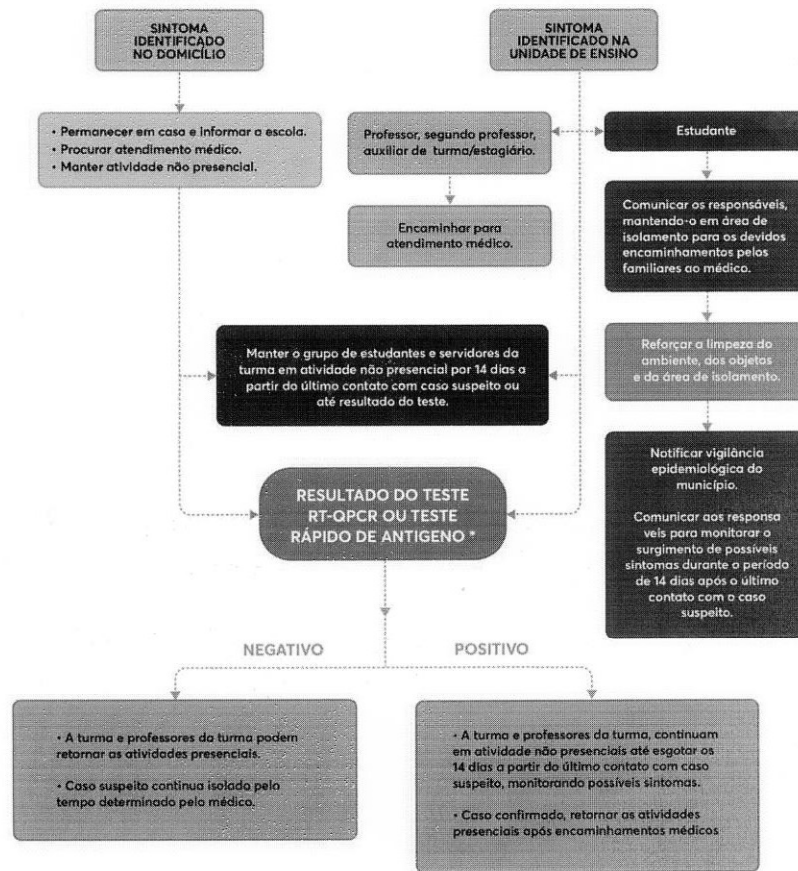 SINTOMA
IDENTIFICADO
NO DOMICÍLIO
SINTOMA
IDENTIFICADO NA
UNIDADE DE ENSINO
• Permanecer em casa e informar a escola.
• Procurar atendimento médico.
• Manter atividade não presencial.
Professor, segundo professor,
auxiliar de turma/estagiário.
Estudante
Encaminhar para
atendimento médico.
Comunicar os responsáveis,
mantendo-o em área de
isolamento para os devidos
encaminhamentos pelos
familiares ao médico.
Reforçar a limpeza do
ambiente, dos objetos
e da área de isolamento.
Manter o grupo de estudantes e servidores da
turma em atividade não presencial por 14 dias a
partir do último contato com caso suspeito ou
até resultado do teste.
Notificar vigilância
epidemiológica do
município.
Comunicar aos responsa
veis para monitorar o
surgimento de possíveis
sintomas durante o período
de 14 dias após o último
contato com o caso
suspeito.
RESULTADO DO TESTE
RT-QPCR OU TESTE
RÁPIDO DE ANTIGENO *
NEGATIVO
POSITIVO
• A turma e professores da turma podem
retornar as atividades presenciais.
• Caso suspeito continua isolado pelo
tempo determinado pelo médico.
• A turma e professores da turma, continuam
em atividade não presenciais até esgotar os
14 dias a partir do último contato com caso
suspeito, monitorando possíveis sintomas.
• Caso confirmado, retornar as atividades
presenciais após encaminhamentos médicos